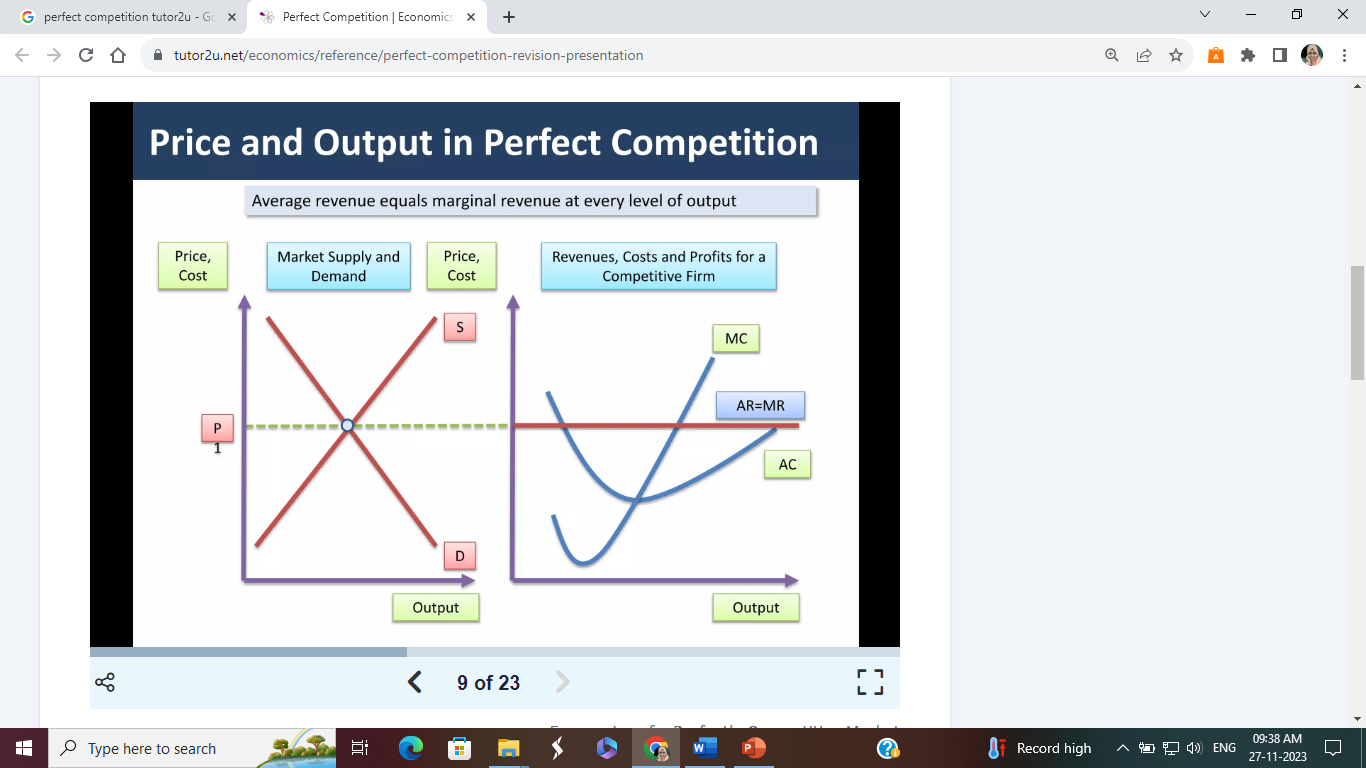 perfect competition tutor2u - Go
Perfect Competition | Economics
tutor2u.net/economics/reference/perfect-competition-revision-presentation
Price and Output in Perfect Competition
Average revenue equals marginal revenue at every level of output
Price,
Cost
Market Supply and
Demand
Price,
Cost
Revenues, Costs and Profits for a
Competitive Firm
S
MC
AR=MR
P
1
AC
D
Output
Output
9 of 23
Type here to search
Record high
ENG
09:38 AM
27-11-2023